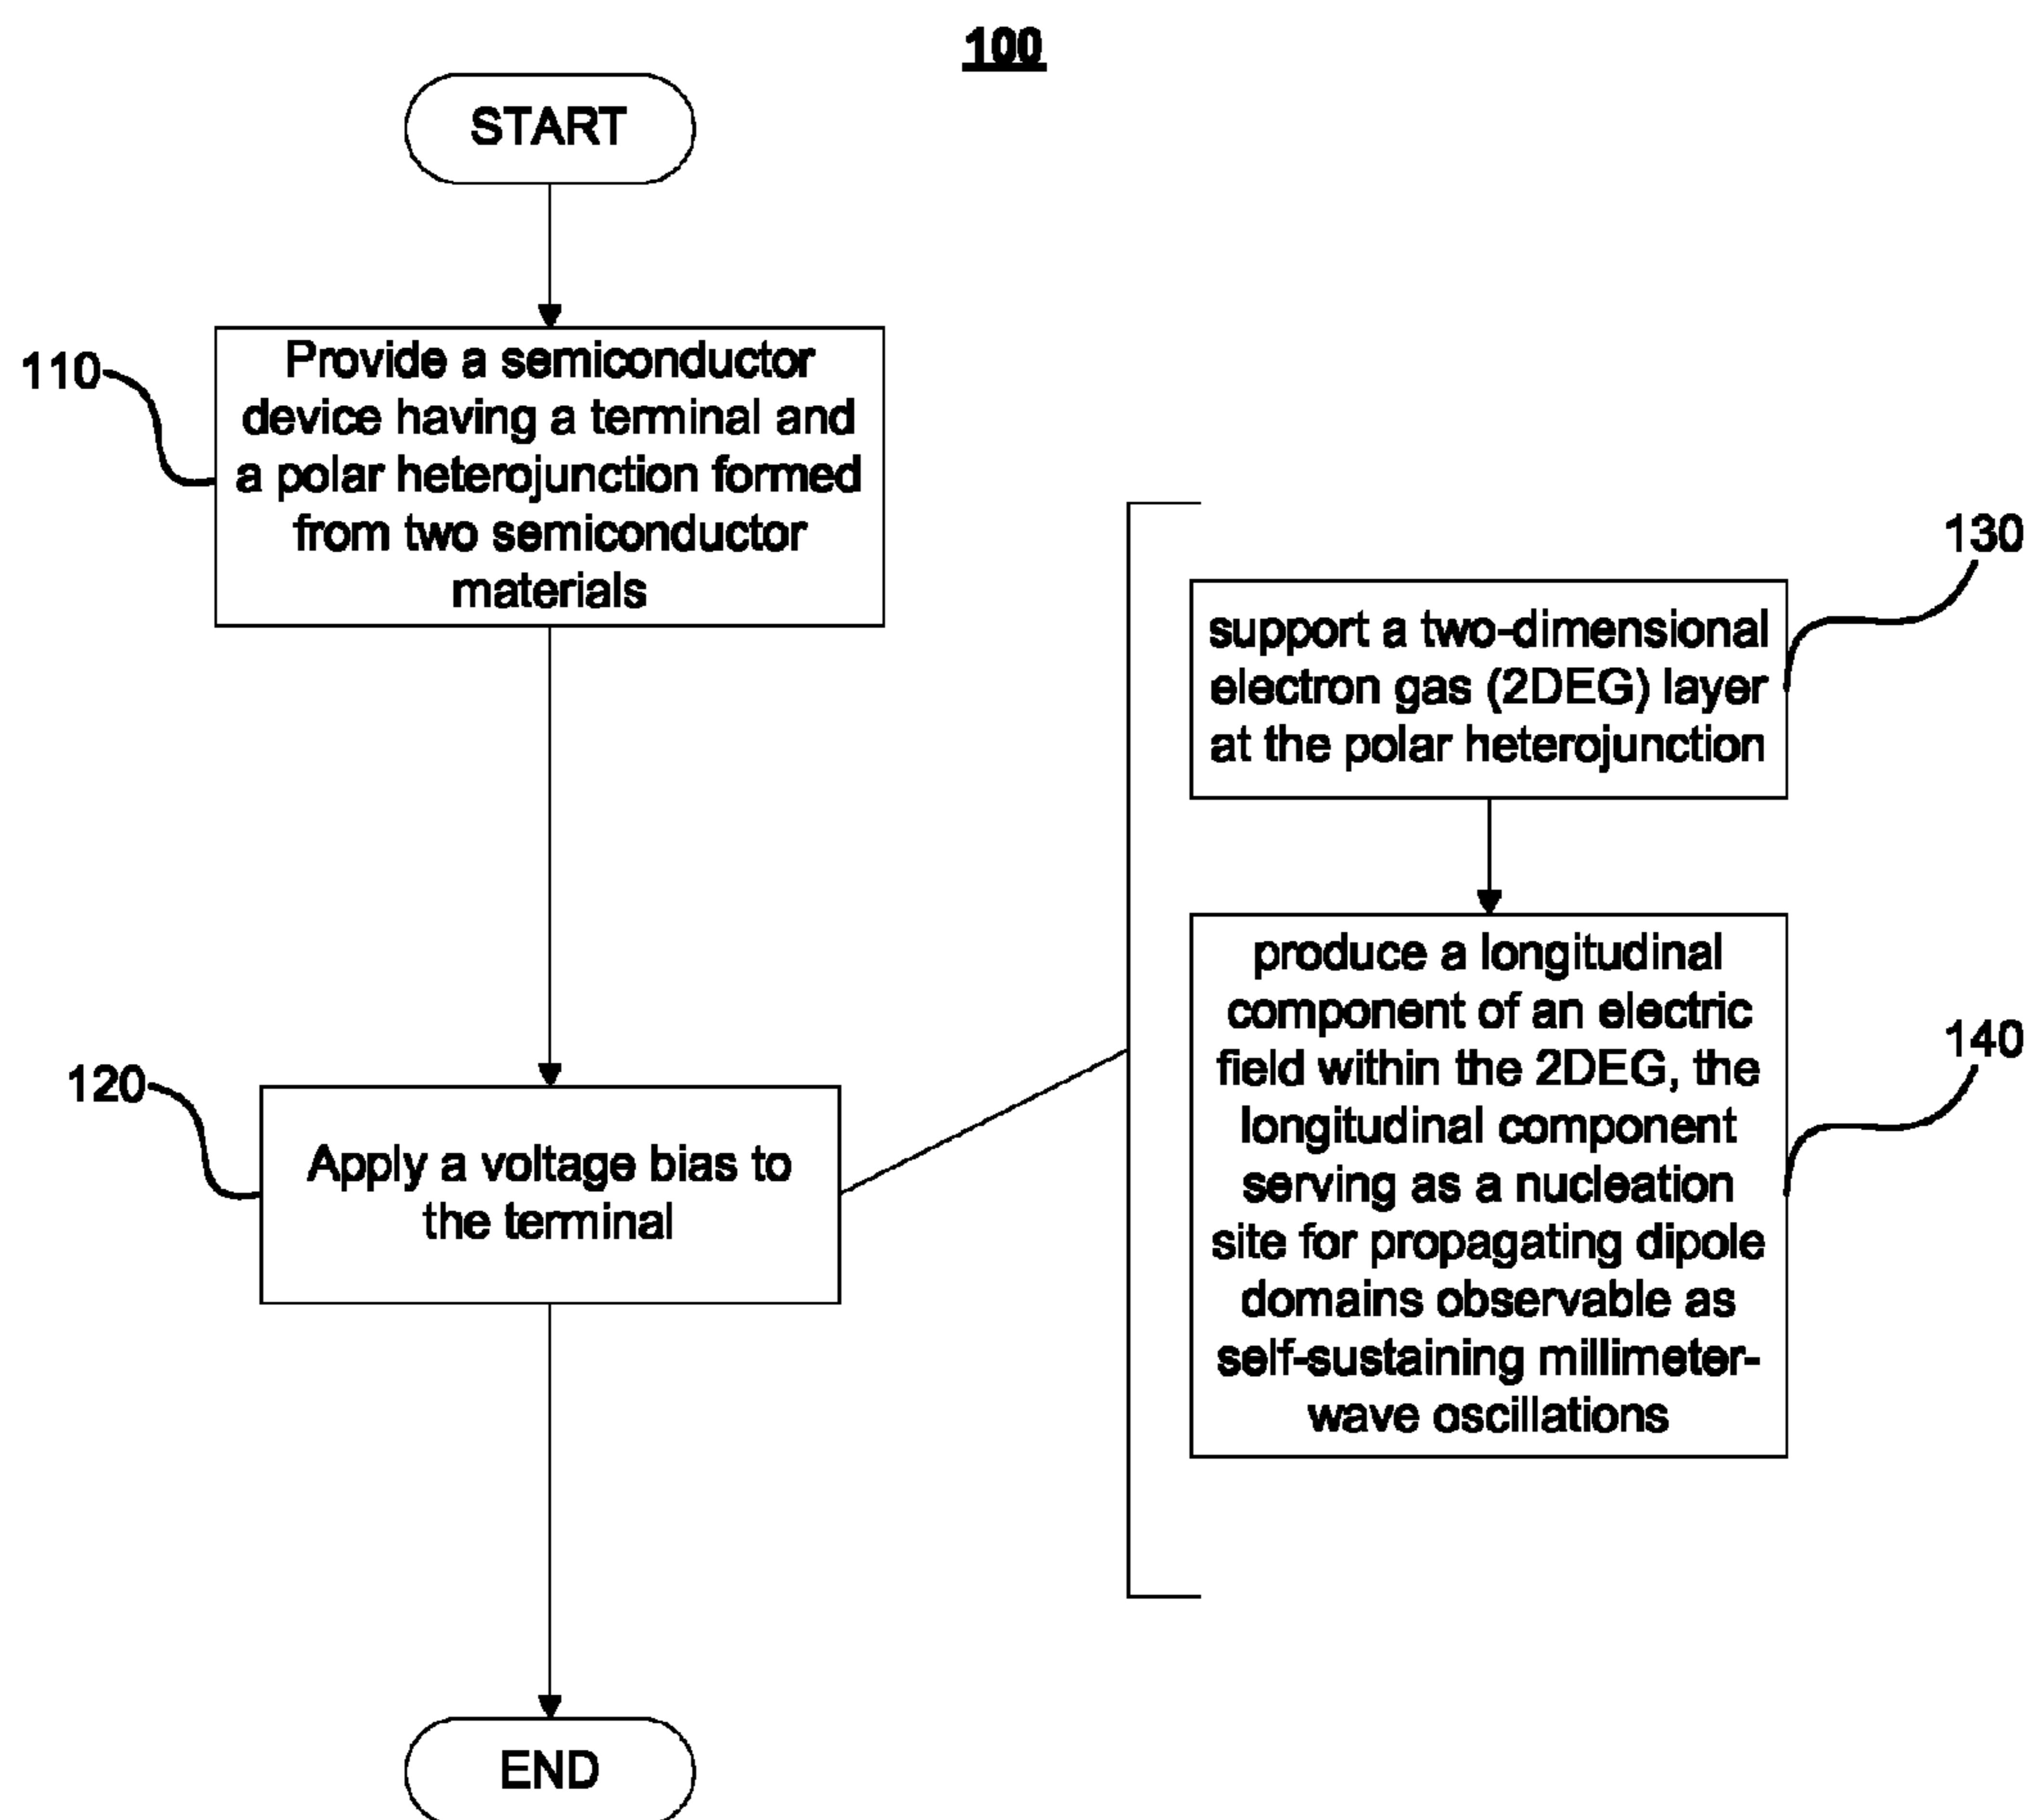 100
START
110
Provide a semiconductor
device having a terminal and
a polar heterojunction formed
from two semiconductor
materials
120
Apply a voltage bias to
the terminal
END
130
support a two-dimensional
electron gas (2DEG) layer
at the polar heterojunction
140
produce a longitudinal
component of an electric
field within the 2DEG, the
longitudinal component
serving as a nucleation
site for propagating dipole
domains observable as
self-sustaining millimeter-
wave oscillations